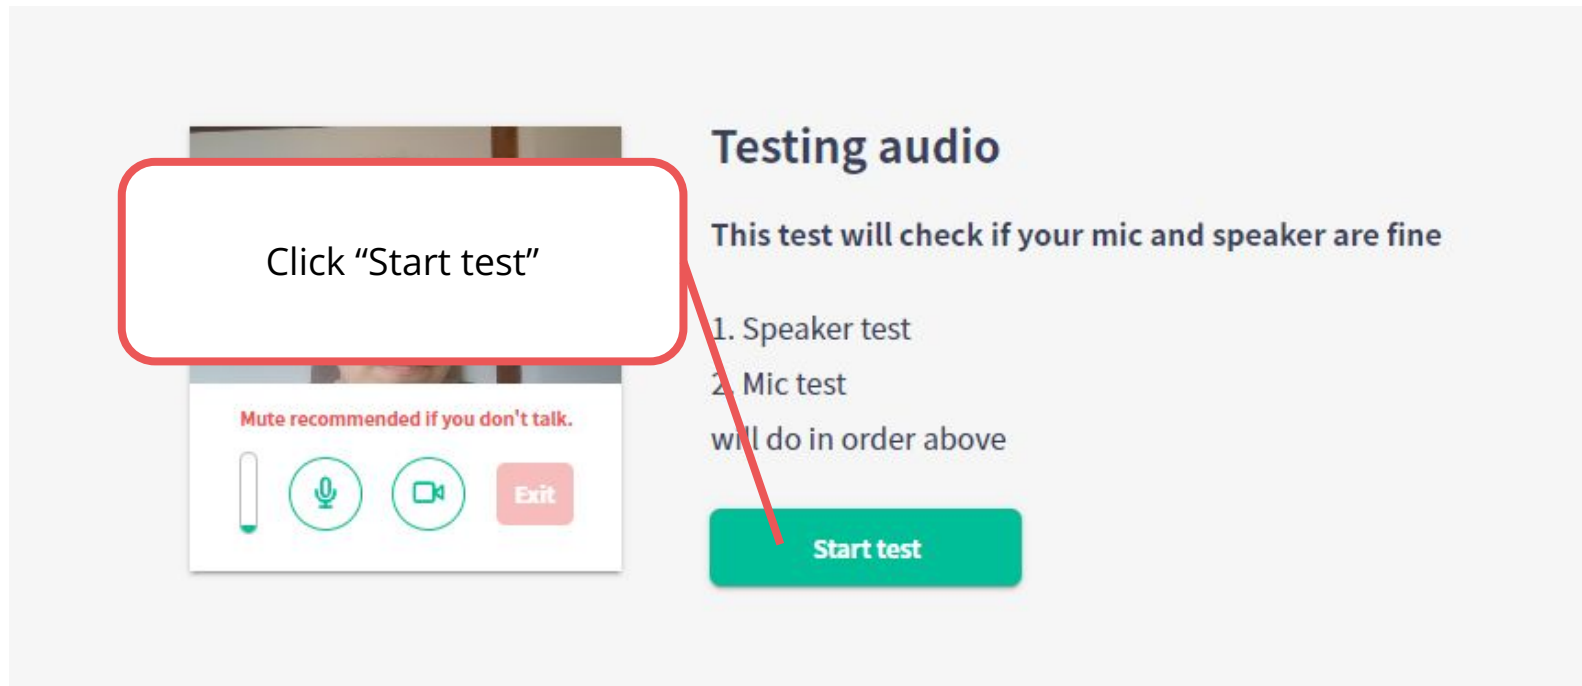 Testing audio
This test will check if your mic and speaker are fine
Click “Start test”
1. Speaker test
2. Mic test
will do in order above
Mute recommended if you don't talk.
Exit
Start test